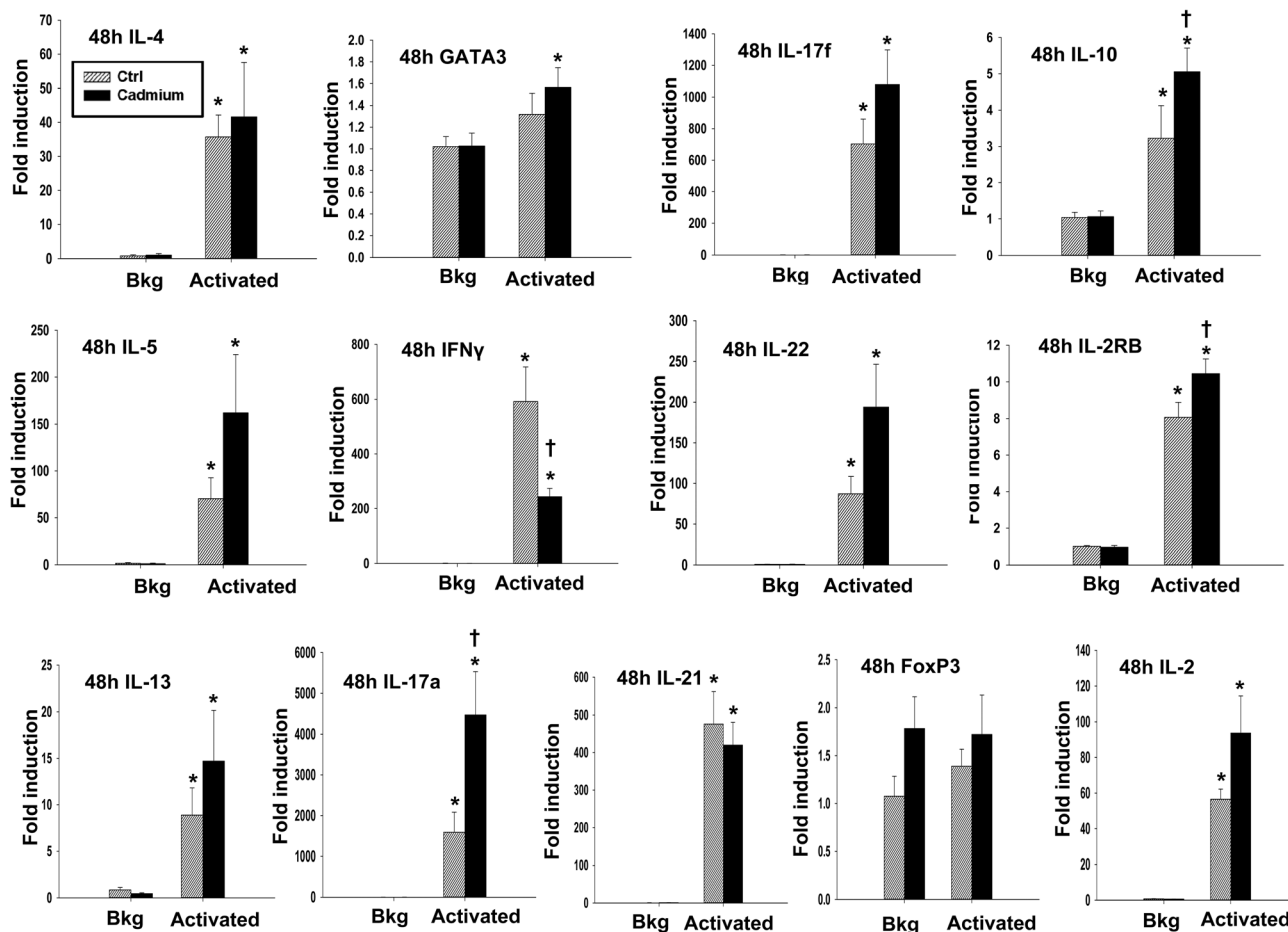 48h IL-4
Ctrl
Cadmium
Fold induction
70
60
50
40
30
20
10
0
*
*
Bkg
Activated
48h GATA3
Fold induction
2.0
1.8
1.6
1.4
1.2
1.0
0.8
0.6
0.4
0.2
0.0
*
Bkg
Activated
48h IL-17f
Fold induction
1400
1200
1000
800
600
400
200
0
*
*
Bkg
Activated
48h IL-10
Fold induction
6
5
4
3
2
1
0
*
†
*
Bkg
Activated
48h IL-5
Fold induction
250
200
150
100
50
0
*
*
Bkg
Activated
48h IFNγ
Fold induction
800
600
400
200
0
*
†
*
Bkg
Activated
48h IL-22
Fold induction
300
250
200
150
100
50
0
*
*
Bkg
Activated
48h IL-2RB
Fold induction
12
10
8
6
4
2
0
*
†
*
Bkg
Activated
48h IL-13
Fold induction
25
20
15
10
5
0
*
*
Bkg
Activated
48h IL-17a
Fold induction
6000
5000
4000
3000
2000
1000
0
*
†
*
Bkg
Activated
48h IL-21
Fold induction
600
500
400
300
200
100
0
*
*
Bkg
Activated
48h FoxP3
Fold induction
2.5
2.0
1.5
1.0
0.5
0.0
Bkg
Activated
48h IL-2
Fold induction
140
120
100
80
60
40
20
0
*
*
Bkg
Activated